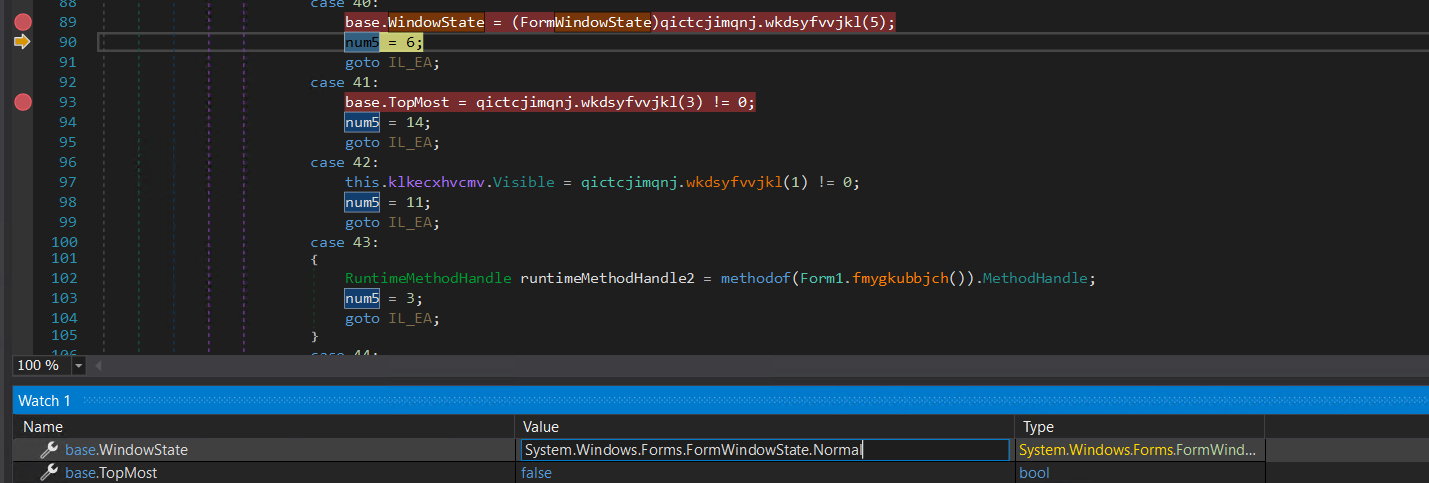 88 case 40:
89 base.WindowState = (FormWindowState)qictcjimqnj.wkdsyfvvjkl(5);
90 num5 = 6;
91 goto IL_EA;
92 case 41:
93 base.TopMost = qictcjimqnj.wkdsyfvvjkl(3) != 0;
94 num5 = 14;
95 goto IL_EA;
96 case 42:
97 this.klkecxhvcmv.Visible = qictcjimqnj.wkdsyfvvjkl(1) != 0;
98 num5 = 11;
99 goto IL_EA;
100 case 43:
101 {
102 RuntimeMethodHandle runtimeMethodHandle2 = methodof(Form1.fmygkubbjch()).MethodHandle;
103 num5 = 3;
104 goto IL_EA;
105 }
106 case 44:
100 %
Watch 1
Name Value Type
base.WindowState System.Windows.Forms.FormWindowState.Normal System.Windows.Forms.FormWind...
base.TopMost false bool